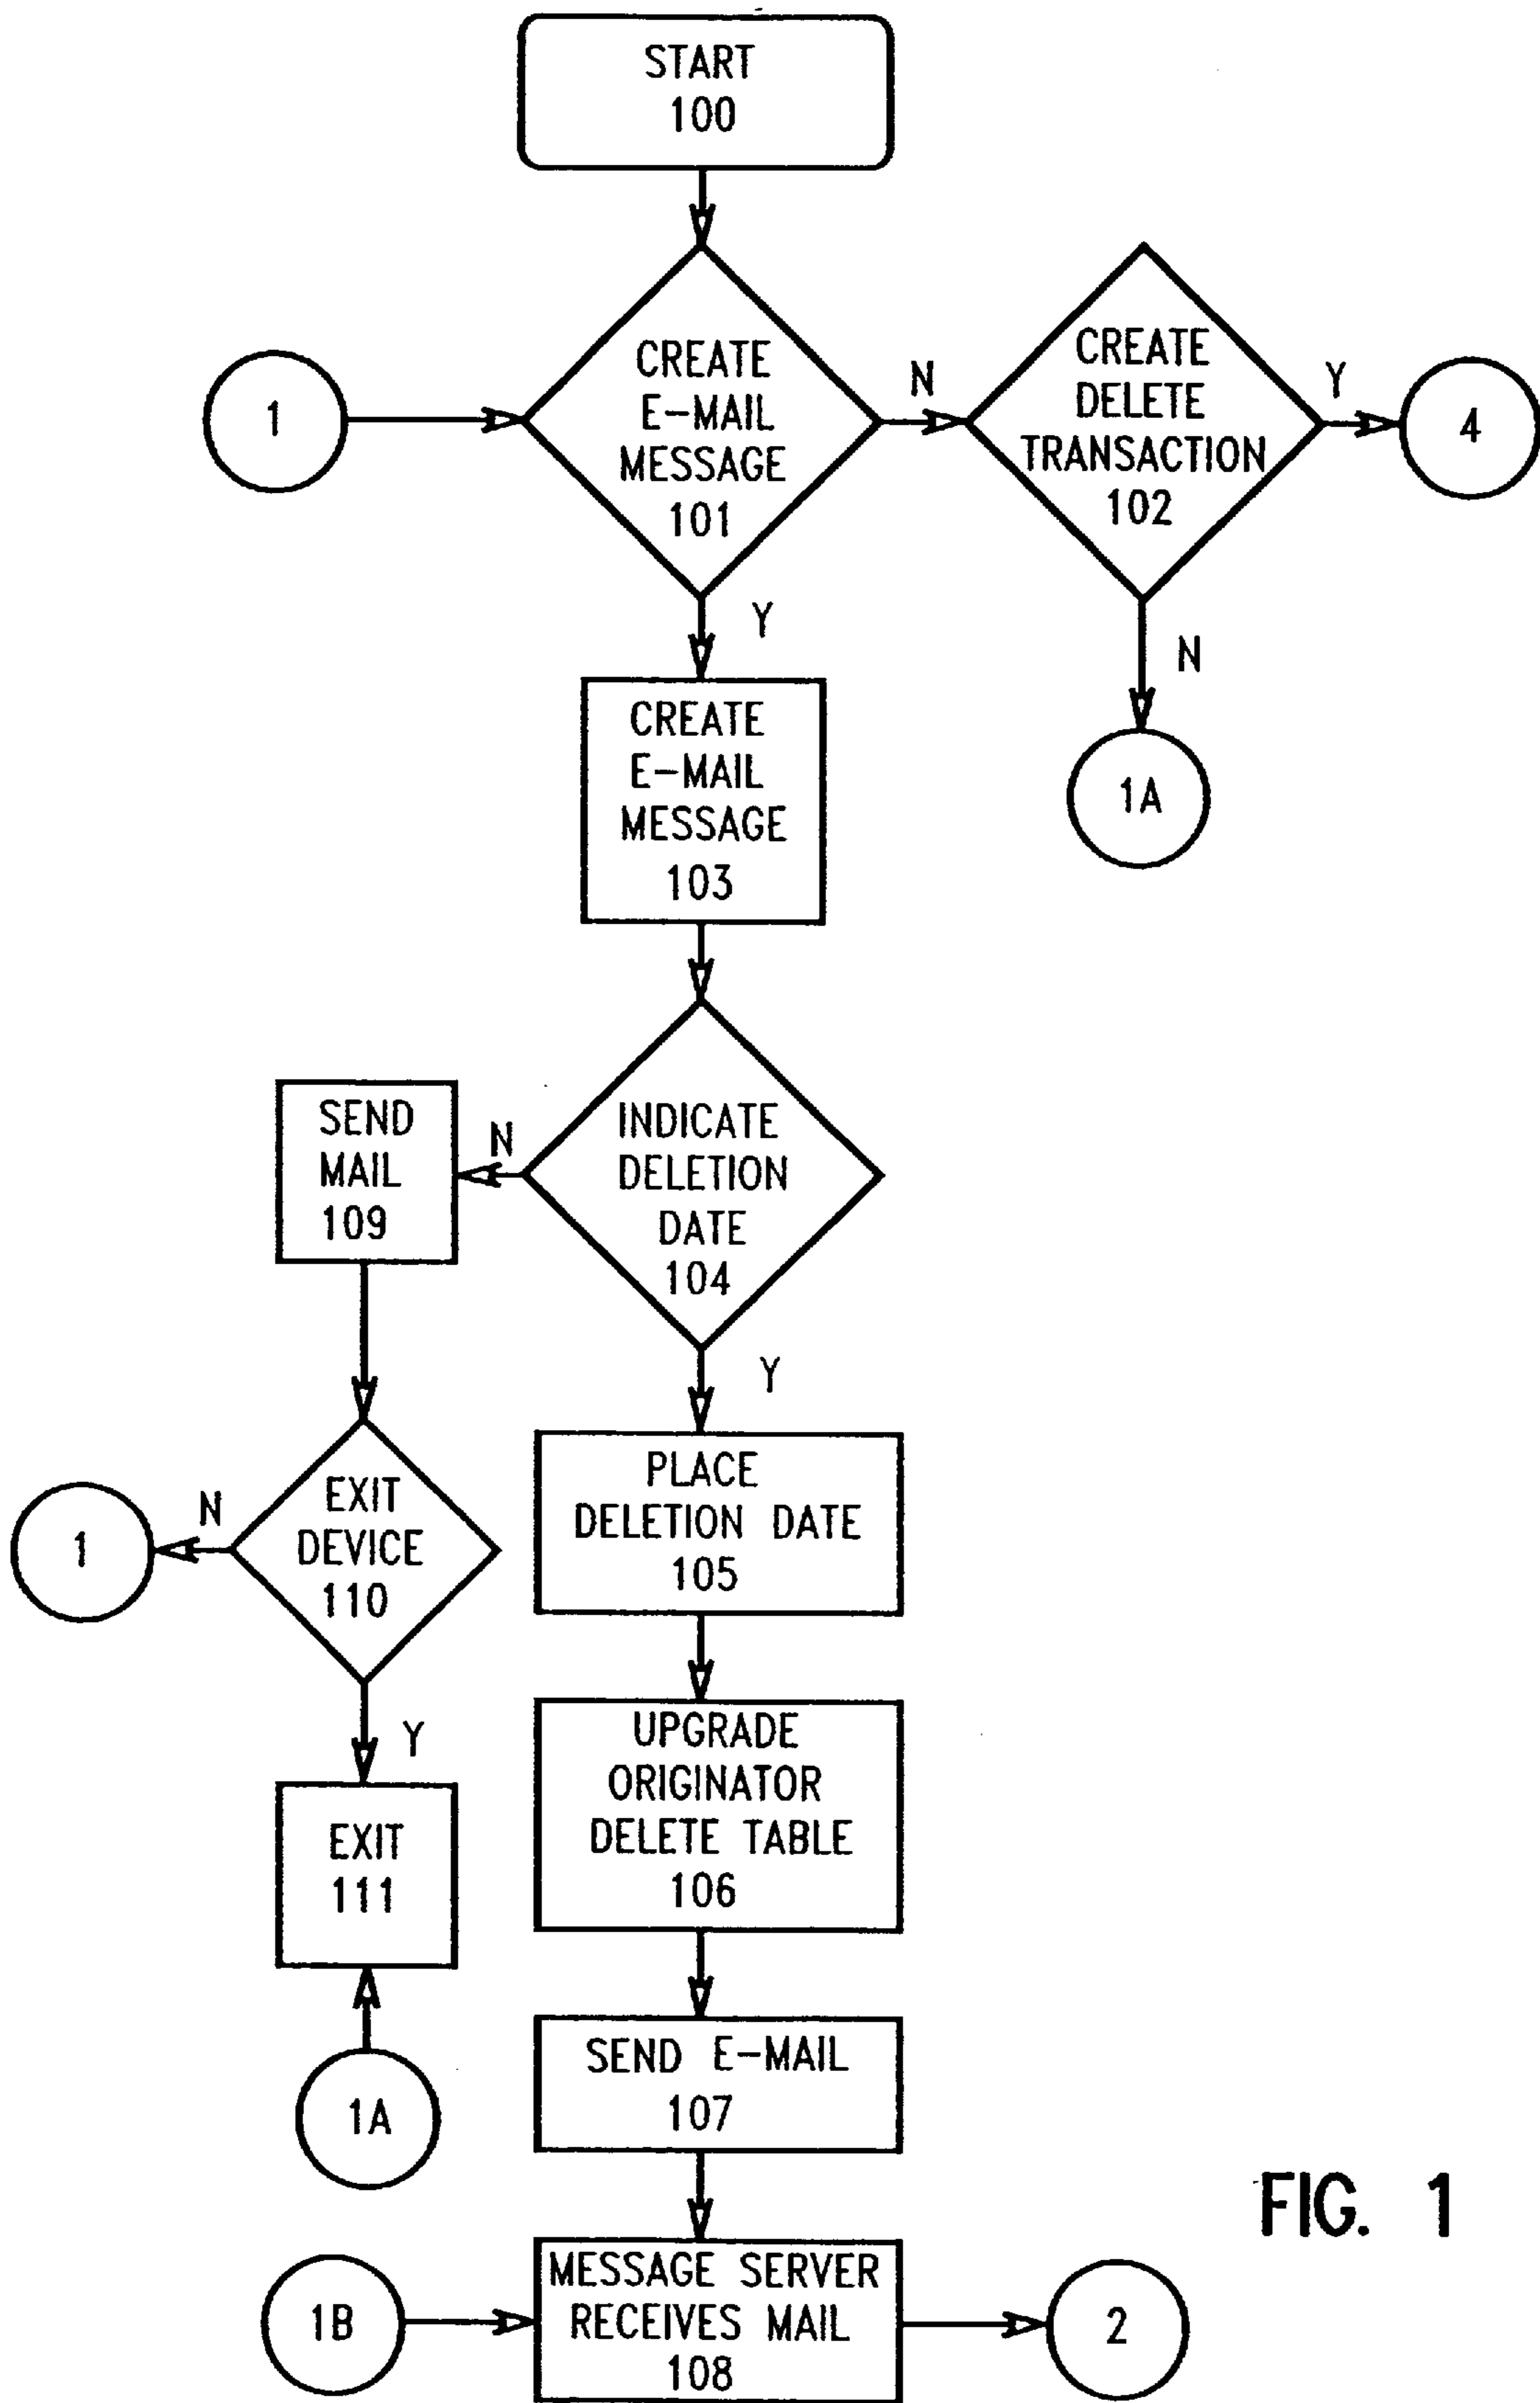 START
100
1
CREATE
E-MAIL
MESSAGE
101
N
CREATE
DELETE
TRANSACTION
102
Y
4
Y
N
CREATE
E-MAIL
MESSAGE
103
1A
SEND
MAIL
109
N
INDICATE
DELETION
DATE
104
Y
1
N
EXIT
DEVICE
110
PLACE
DELETION DATE
105
Y
EXIT
111
UPGRADE
ORIGINATOR
DELETE TABLE
106
1A
SEND E-MAIL
107
1B
MESSAGE SERVER
RECEIVES MAIL
108
2
FIG. 1